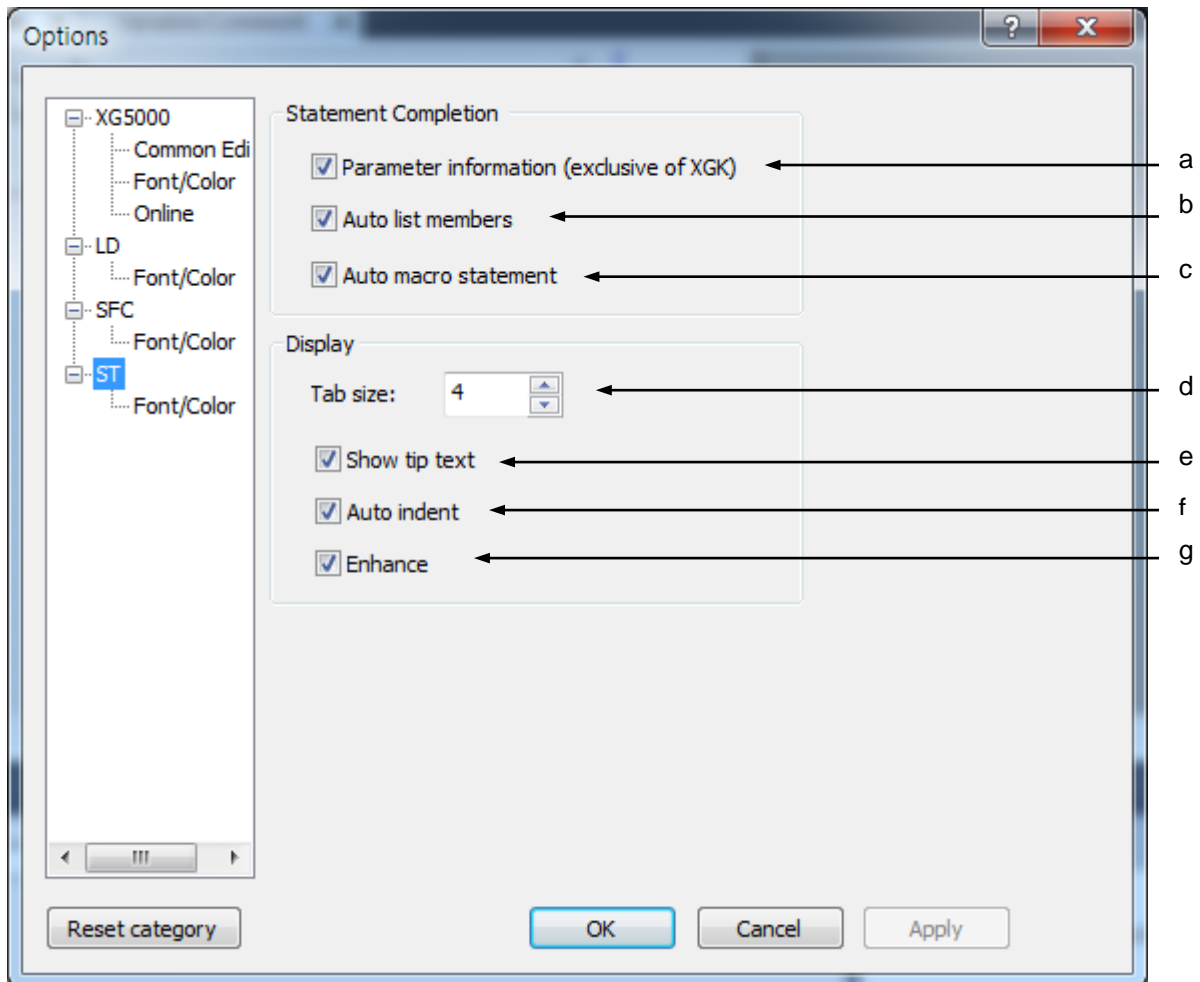 Options
?
X
XG5000
Common Edi
Font/Color
Online
LD
Font/Color
SFC
Font/Color
ST
Font/Color
Statement Completion
Parameter information (exclusive of XGK)
a
Auto list members
b
Auto macro statement
c
Display
Tab size:
4
d
Show tip text
e
Auto indent
f
Enhance
g
Reset category
OK
Cancel
Apply